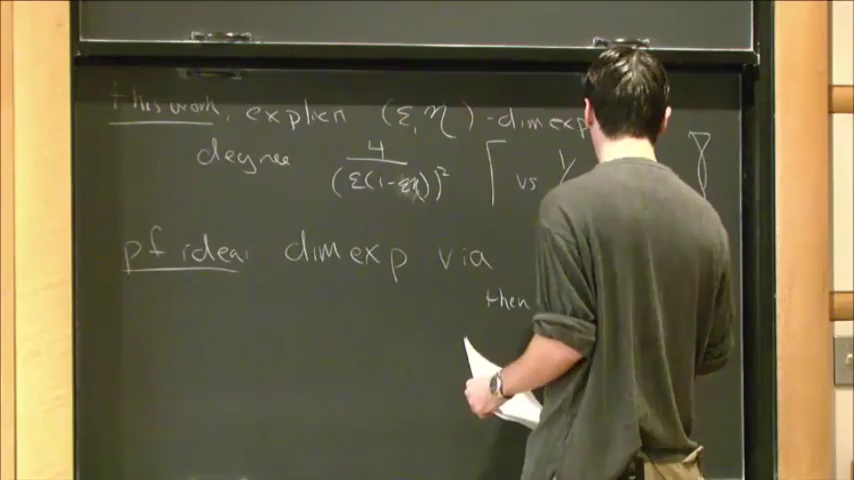 this work, explicit (ε, η) - dim exp
degree 4 / (ε(1-εη))² [ vs 1/
pf idea: dim exp via
then